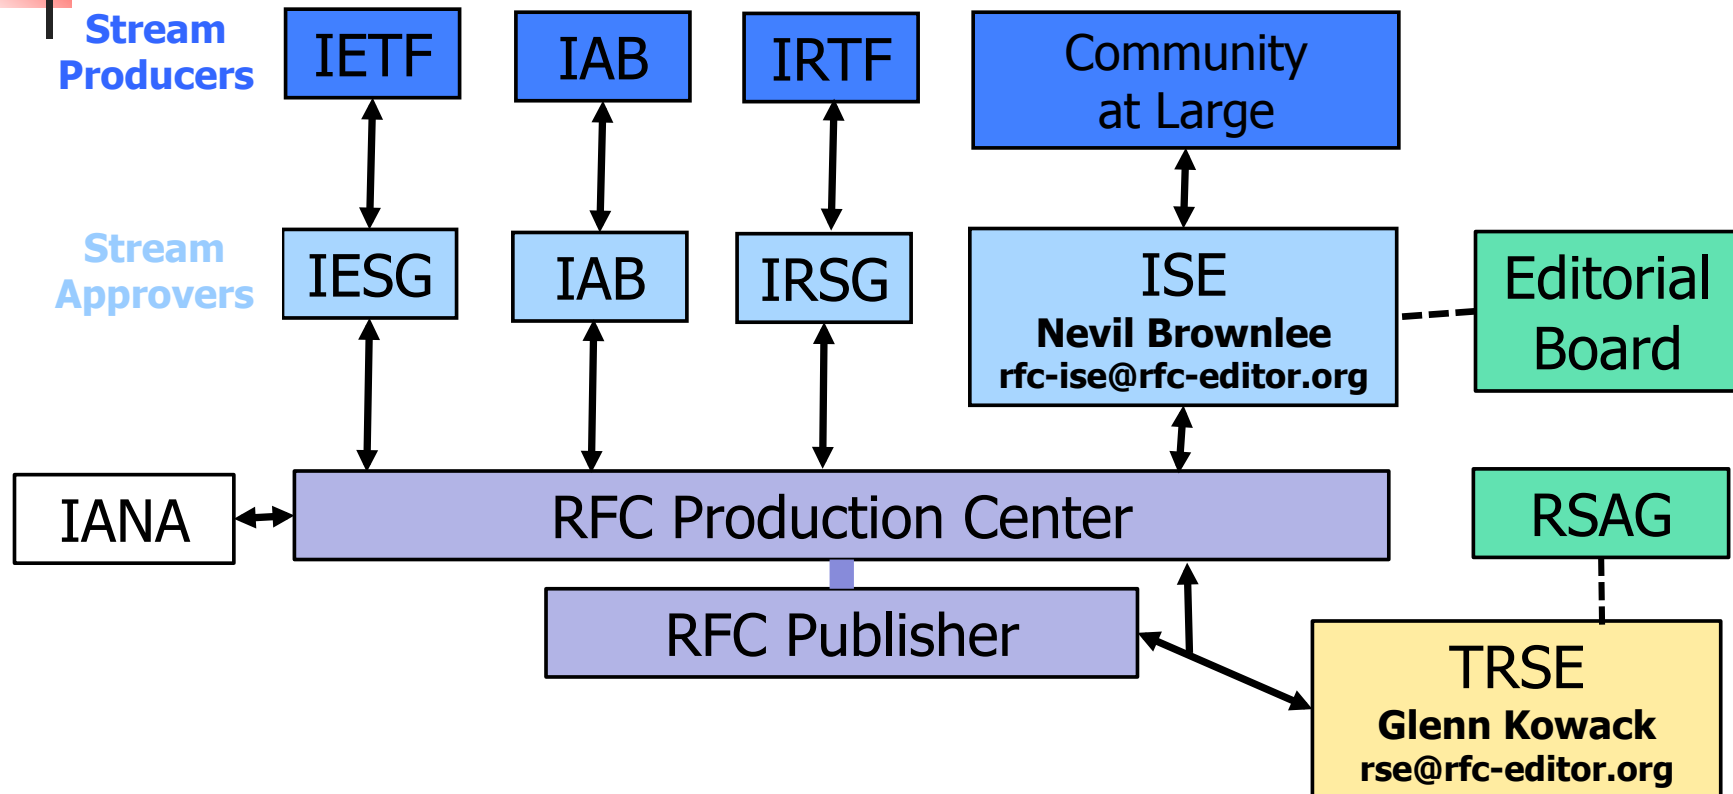 Stream
Producers
IETF
IAB
IRTF
Community
at Large
Stream
Approvers
IESG
IAB
IRSG
ISE
Nevil Brownlee
rfc-ise@rfc-editor.org
Editorial
Board
IANA
RFC Production Center
RSAG
RFC Publisher
TRSE
Glenn Kowack
rse@rfc-editor.org